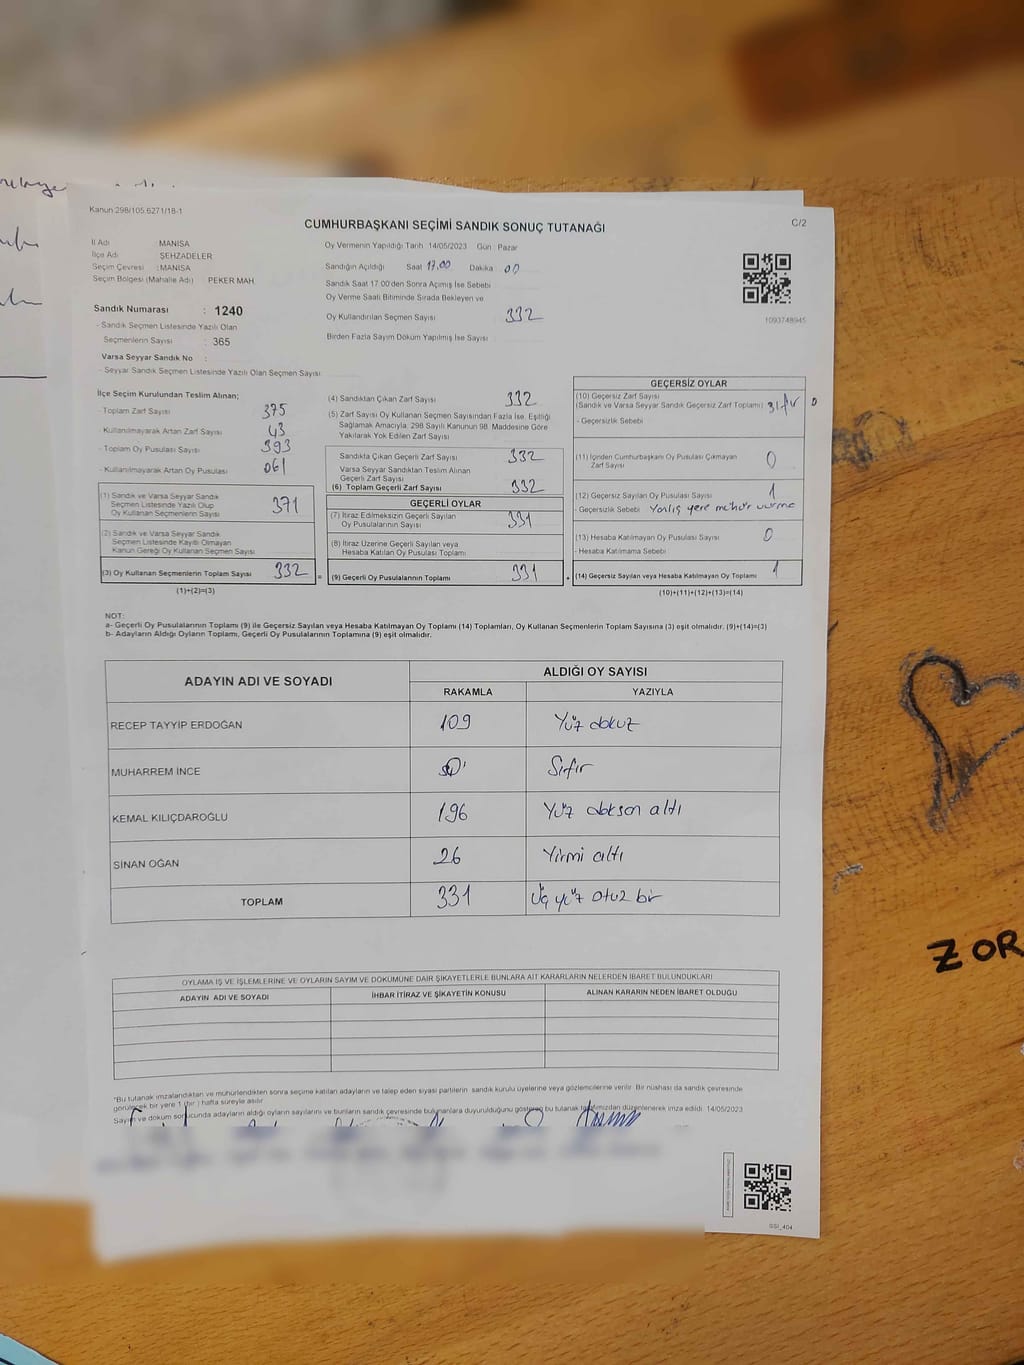 Kanun 298/105.6271/18-1
CUMHURBAŞKANI SEÇİMİ SANDIK SONUÇ TUTANAĞI
C/2
İl Adı : MANİSA
İlçe Adı : ŞEHZADELER
Seçim Çevresi : MANİSA
Seçim Bölgesi (Mahalle Adı) : PEKER MAH.
Sandık Numarası : 1240
- Sandık Seçmen Listesinde Yazılı Olan
Seçmenlerin Sayısı : 365
Varsa Seyyar Sandık No :
- Seyyar Sandık Seçmen Listesinde Yazılı Olan Seçmen Sayısı
Oy Vermenin Yapıldığı Tarih 14/05/2023 Gün : Pazar
Sandığın Açıldığı Saat 17.00 Dakika 00
Sandık Saat 17.00'den Sonra Açımış İse Sebebi
Oy Verme Saati Bitiminde Sırada Bekleyen ve
Oy Kullandırılan Seçmen Sayısı 332
Birden Fazla Sayım Döküm Yapılmış İse Sayısı
1093748945
İlçe Seçim Kurulundan Teslim Alınan;
- Toplam Zarf Sayısı 375
- Kullanılmayarak Artan Zarf Sayısı 43
- Toplam Oy Pusulası Sayısı 393
- Kullanılmayarak Artan Oy Pusulası 061
(1) Sandık ve Varsa Seyyar Sandık
Seçmen Listesinde Yazılı Olup
Oy Kullanan Seçmenlerin Sayısı 371
(2) Sandık ve Varsa Seyyar Sandık
Seçmen Listesinde Kayıtlı Olmayan
Kanun Gereği Oy Kullanan Seçmen Sayısı
(3) Oy Kullanan Seçmenlerin Toplam Sayısı 332 =
(1)+(2)=(3)
(4) Sandıktan Çıkan Zarf Sayısı 332
(5) Zarf Sayısı Oy Kullanan Seçmen Sayısından Fazla İse, Eşitliği
Sağlamak Amacıyla, 298 Sayılı Kanunun 98. Maddesine Göre
Yakılarak Yok Edilen Zarf Sayısı
Sandıkta Çıkan Geçerli Zarf Sayısı 332
Varsa Seyyar Sandıktan Teslim Alınan
Geçerli Zarf Sayısı
(6) Toplam Geçerli Zarf Sayısı 332
GEÇERLİ OYLAR
(7) İtiraz Edilmeksizin Geçerli Sayılan
Oy Pusulalarının Sayısı 331
(8) İtiraz Üzerine Geçerli Sayılan veya
Hesaba Katılan Oy Pusulası Toplamı
(9) Geçerli Oy Pusulalarının Toplamı 331 +
GEÇERSİZ OYLAR
(10) Geçersiz Zarf Sayısı
(Sandık ve Varsa Seyyar Sandık Geçersiz Zarf Toplamı) Sıfır 0
- Geçersizlik Sebebi
(11) İçinden Cumhurbaşkanı Oy Pusulası Çıkmayan
Zarf Sayısı 0
(12) Geçersiz Sayılan Oy Pusulası Sayısı 1
- Geçersizlik Sebebi Yanlış yere mühür vurma
(13) Hesaba Katılmayan Oy Pusulası Sayısı 0
- Hesaba Katılmama Sebebi
(14) Geçersiz Sayılan veya Hesaba Katılmayan Oy Toplamı 1
(10)+(11)+(12)+(13)=(14)
NOT:
a- Geçerli Oy Pusulalarının Toplamı (9) ile Geçersiz Sayılan veya Hesaba Katılmayan Oy Toplamı (14) Toplamları, Oy Kullanan Seçmenlerin Toplam Sayısına (3) eşit olmalıdır. (9)+(14)=(3)
b- Adayların Aldığı Oyların Toplamı, Geçerli Oy Pusulalarının Toplamına (9) eşit olmalıdır.
ADAYIN ADI VE SOYADI ALDIĞI OY SAYISI
RAKAMLA YAZIYLA
RECEP TAYYİP ERDOĞAN 109 Yüz dokuz
MUHARREM İNCE 0 Sıfır
KEMAL KILIÇDAROĞLU 196 Yüz doksan altı
SİNAN OĞAN 26 Yirmi altı
TOPLAM 331 Üç yüz otuz bir
OYLAMA İŞ VE İŞLEMLERİNE VE OYLARIN SAYIM VE DÖKÜMÜNE DAİR ŞİKAYETLERLE BUNLARA AİT KARARLARIN NELERDEN İBARET BULUNDUKLARI
ADAYIN ADI VE SOYADI İHBAR İTİRAZ VE ŞİKAYETİN KONUSU ALINAN KARARIN NEDEN İBARET OLDUĞU
*Bu tutanak imzalandıktan ve mühürlendikten sonra seçime katılan adayların ve talep eden siyasi partilerin sandık kurulu üyelerine veya gözlemcilerine verilir. Bir nüshası da sandık çevresinde
görülecek bir yere 1 (bir ) hafta süreyle asılır.
Sayım ve döküm sonucunda adayların aldığı oyların sayılarını ve bunların sandık çevresinde bulunanlara duyurulduğunu gösteren bu tutanak tarafımızdan düzenlenerek imza edildi. 14/05/2023
SSI_404
ZOR